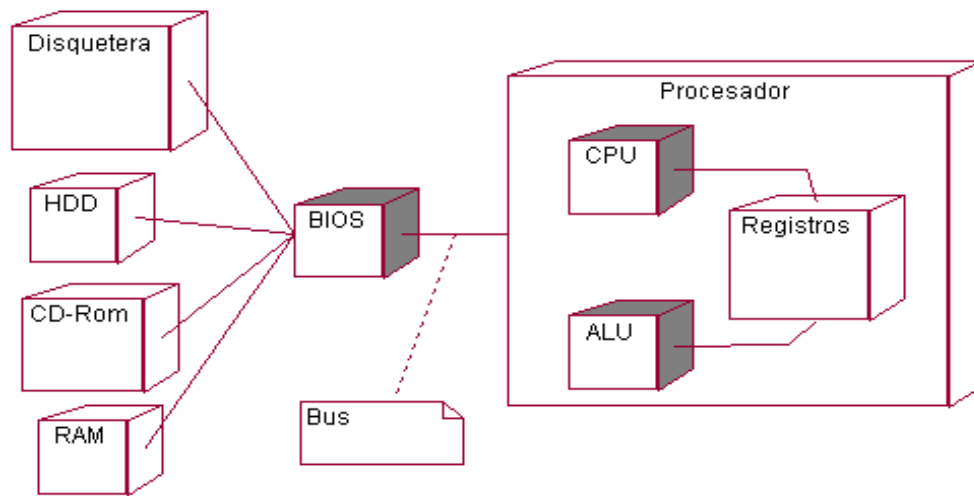 Disquetera
HDD
CD-Rom
RAM
BIOS
Bus
Procesador
CPU
ALU
Registros